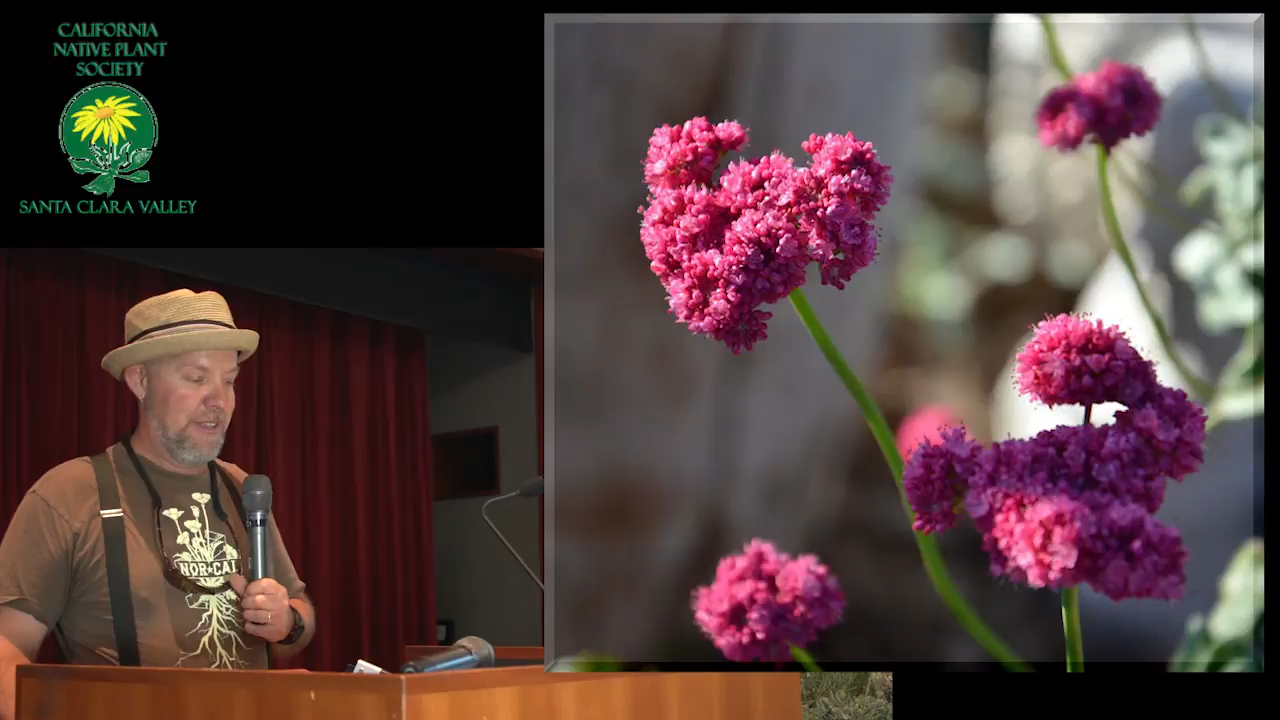 CALIFORNIA
NATIVE PLANT
SOCIETY
SANTA CLARA VALLEY
NOR★CAL